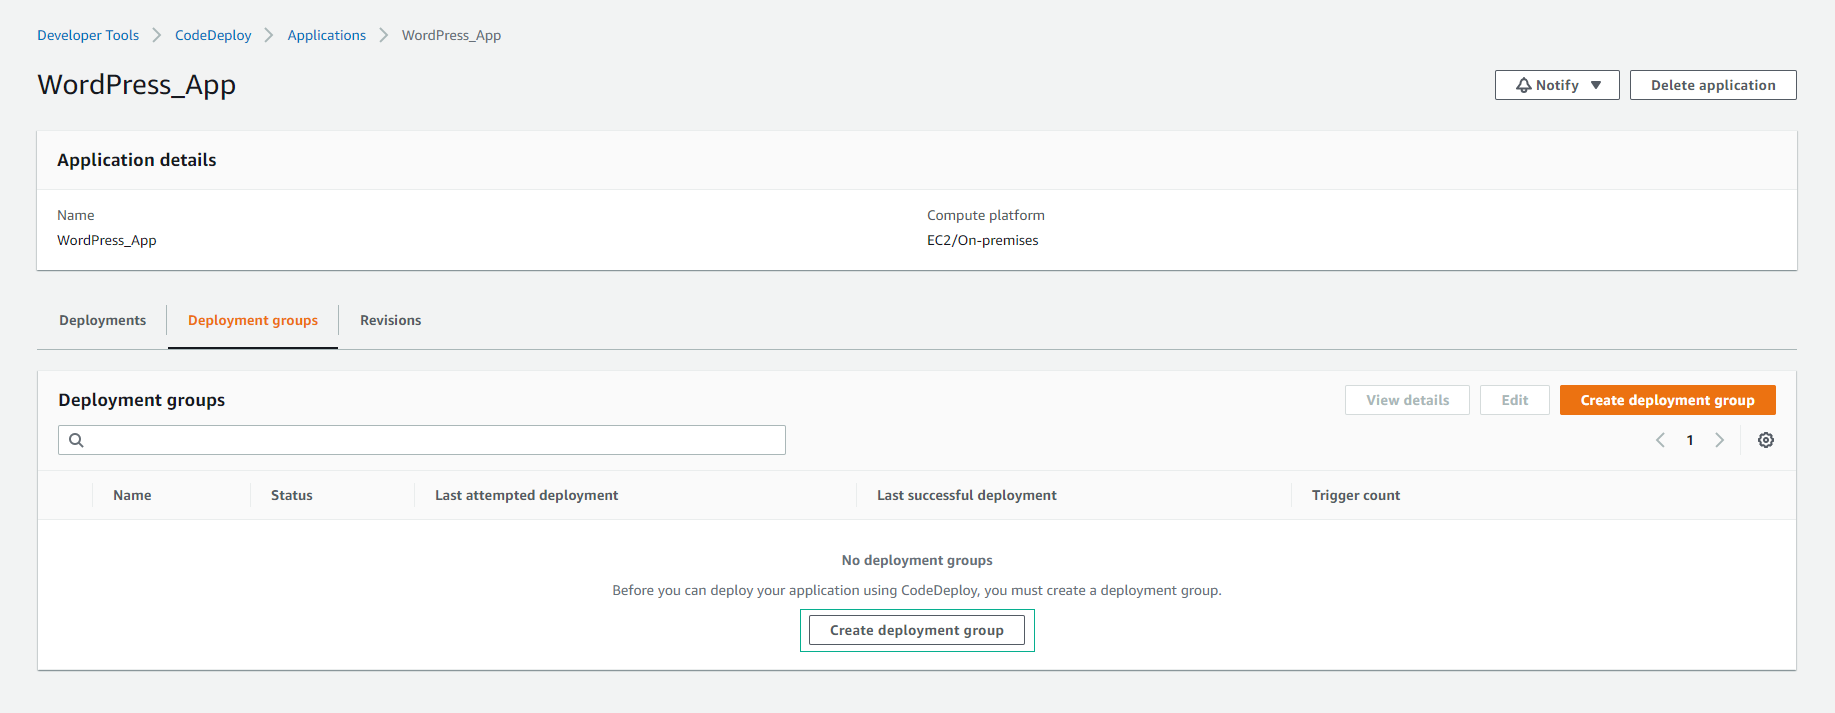 Developer Tools > CodeDeploy > Applications > WordPress_App
WordPress_App
Notify ▼ Delete application
Application details
Name Compute platform
WordPress_App EC2/On-premises
Deployments Deployment groups Revisions
Deployment groups View details Edit Create deployment group
< 1 >
Name Status Last attempted deployment Last successful deployment Trigger count
No deployment groups
Before you can deploy your application using CodeDeploy, you must create a deployment group.
Create deployment group